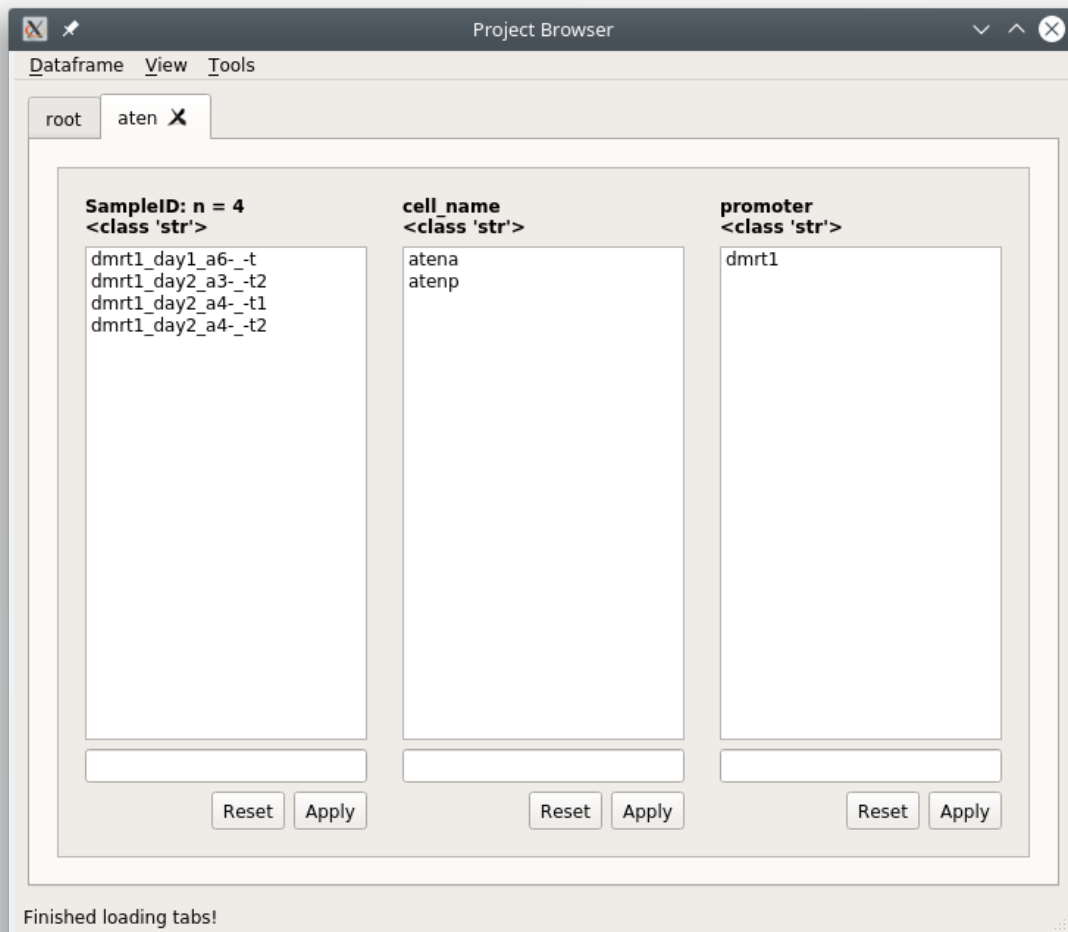 Project Browser
Dataframe View Tools
root aten
SampleID: n = 4
<class 'str'>
dmrt1_day1_a6-_-t
dmrt1_day2_a3-_-t2
dmrt1_day2_a4-_-t1
dmrt1_day2_a4-_-t2
Reset Apply
cell_name
<class 'str'>
atena
atenp
Reset Apply
promoter
<class 'str'>
dmrt1
Reset Apply
Finished loading tabs!